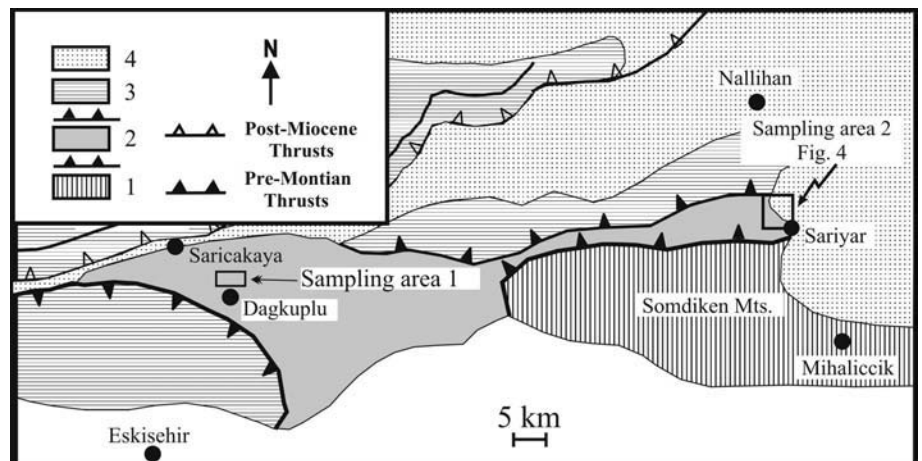 4
3
2
1
N
Post-Miocene
Thrusts
Pre-Montian
Thrusts
Nallihan
Sampling area 2
Fig. 4
Sariyar
Saricakaya
Sampling area 1
Dagkuplu
Somdiken Mts.
Mihaliccik
5 km
Eskisehir